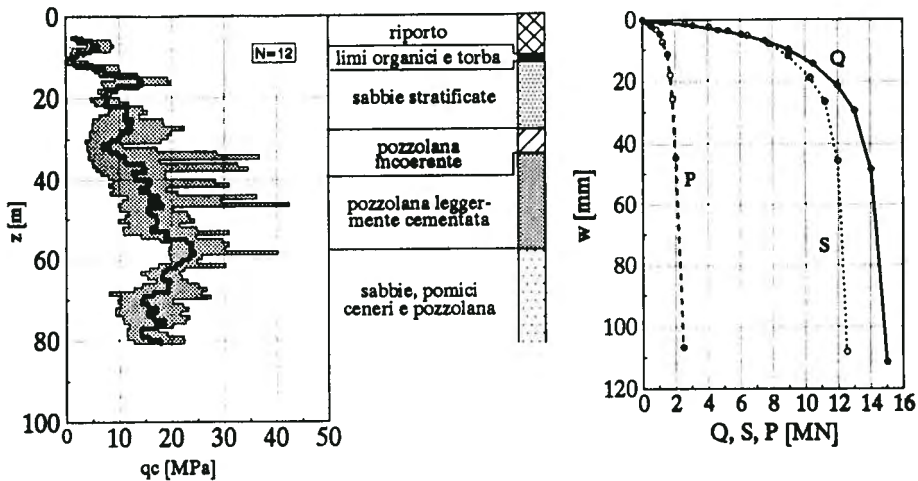 0
20
40
60
80
100
z [m]
0
10
20
30
40
50
qc [MPa]
N=12
riporto
limi organici e torba
sabbie stratificate
pozzolana
incoerente
pozzolana legger-
mente cementata
sabbie, pomici
ceneri e pozzolana
0
20
40
60
80
100
120
w [mm]
0
2
4
6
8
10
12
14
16
Q, S, P [MN]
Q
P
S